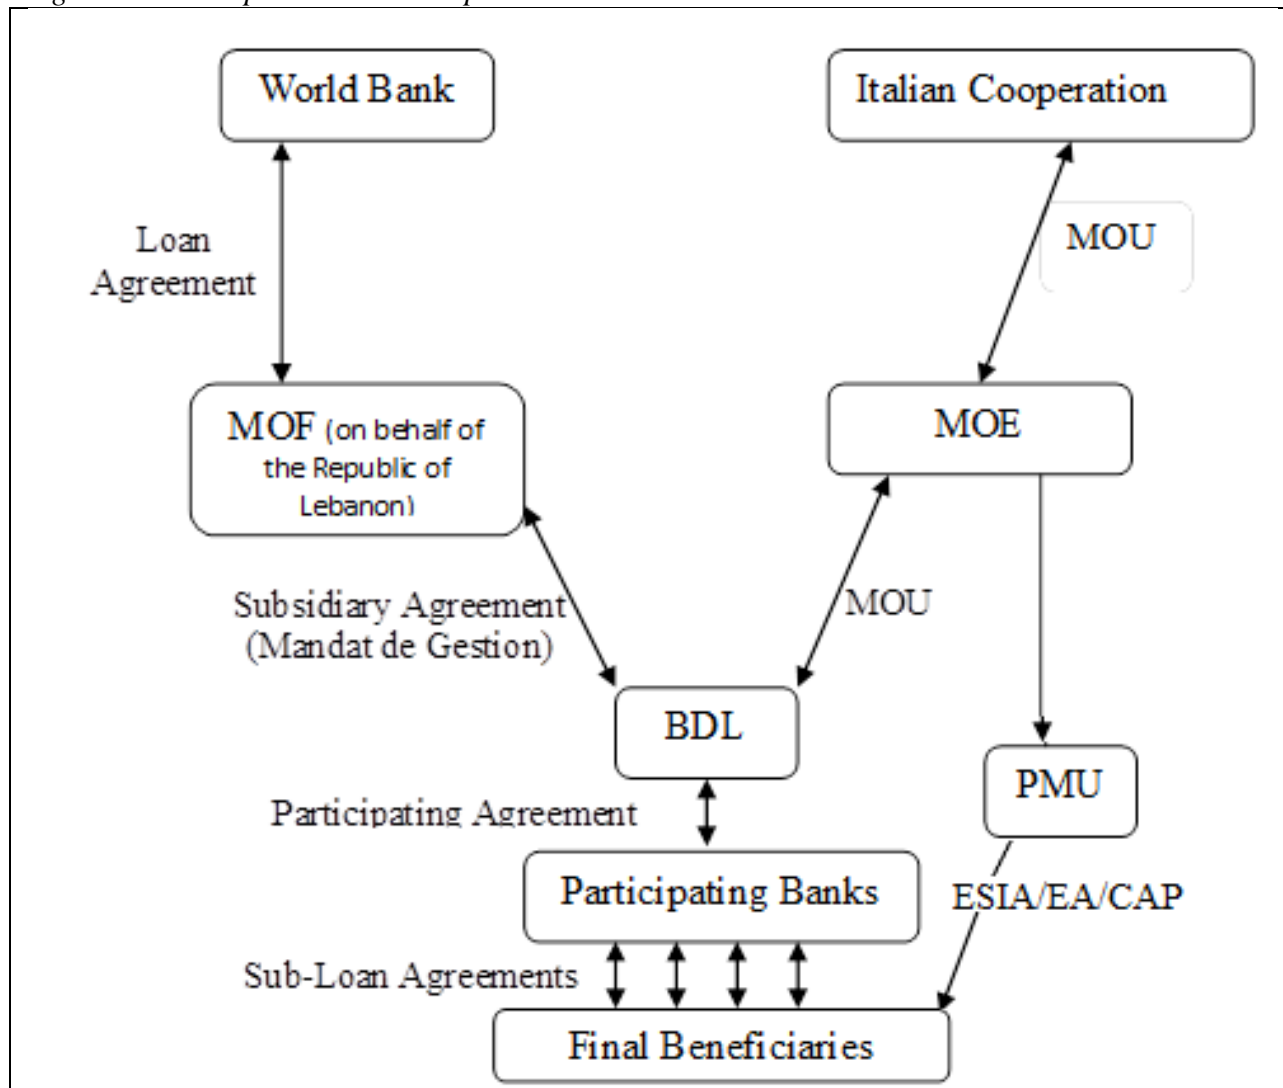 World Bank
Italian Cooperation
MOU
Loan
Agreement
MOF (on behalf of
the Republic of
Lebanon)
MOE
Subsidiary Agreement
(Mandat de Gestion)
MOU
BDL
PMU
Participating Agreement
Participating Banks
ESIA/EA/CAP
Sub-Loan Agreements
Final Beneficiaries